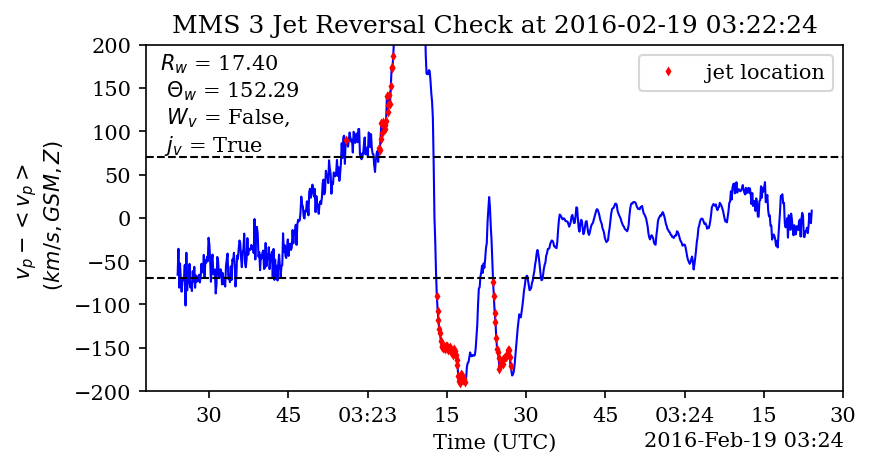 MMS 3 Jet Reversal Check at 2016-02-19 03:22:24
R_w = 17.40
Θ_w = 152.29
W_v = False,
j_v = True
jet location
v_p − < v_p >
(km/s, GSM, Z)
200
150
100
50
0
−50
−100
−150
−200
30 45 03:23 15 30 45 03:24 15 30
Time (UTC)
2016-Feb-19 03:24